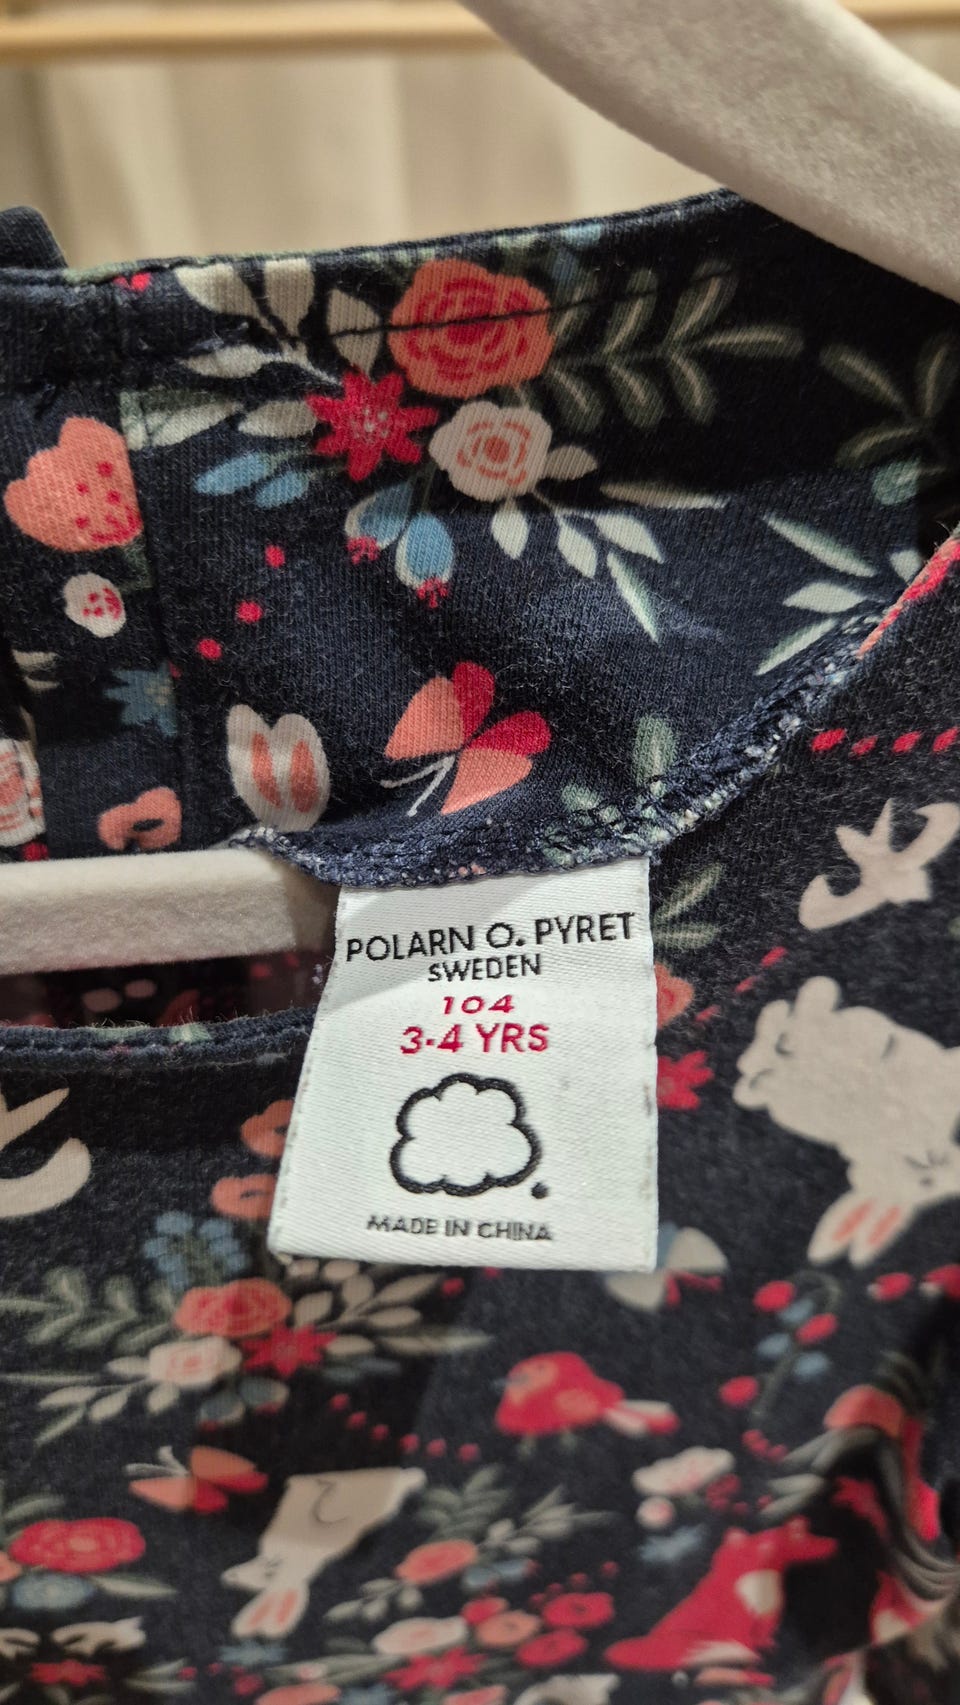 POLARN O. PYRET
SWEDEN
104
3-4 YRS
MADE IN CHINA